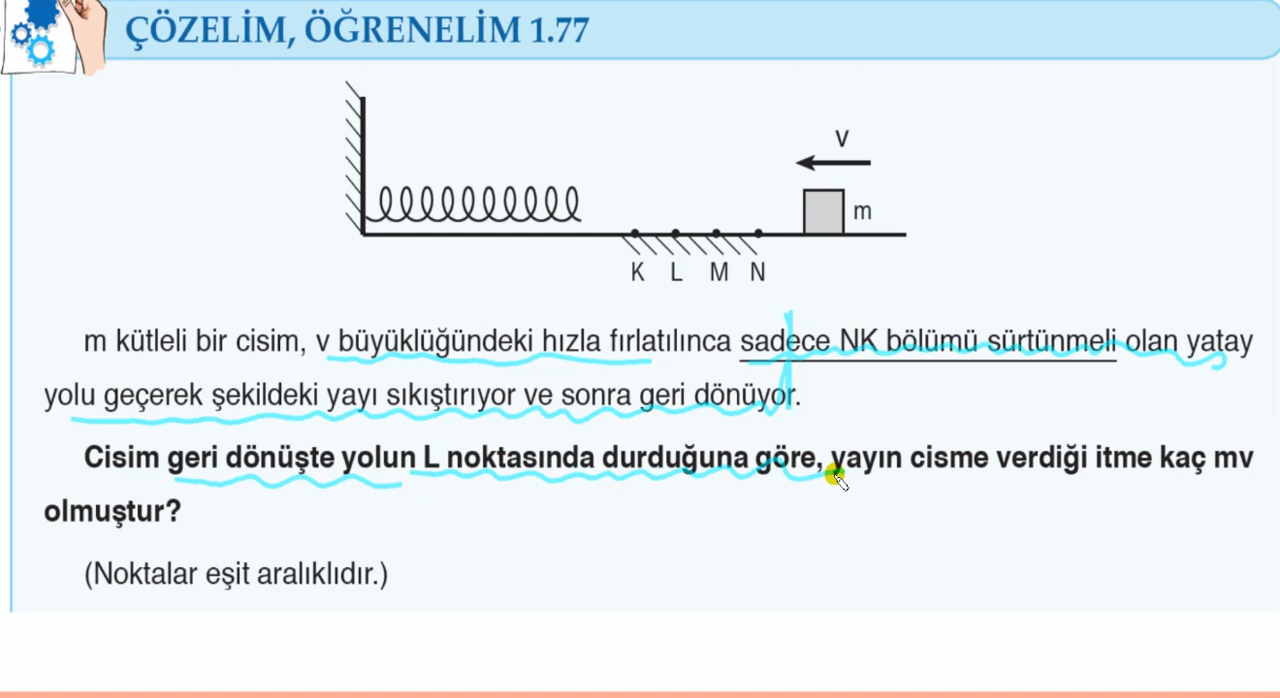 ÇÖZELİM, ÖĞRENELİM 1.77
v
m
K L M N
m kütleli bir cisim, v büyüklüğündeki hızla fırlatılınca sadece NK bölümü sürtünmeli olan yatay
yolu geçerek şekildeki yayı sıkıştırıyor ve sonra geri dönüyor.
Cisim geri dönüşte yolun L noktasında durduğuna göre, yayın cisme verdiği itme kaç mv
olmuştur?
(Noktalar eşit aralıklıdır.)